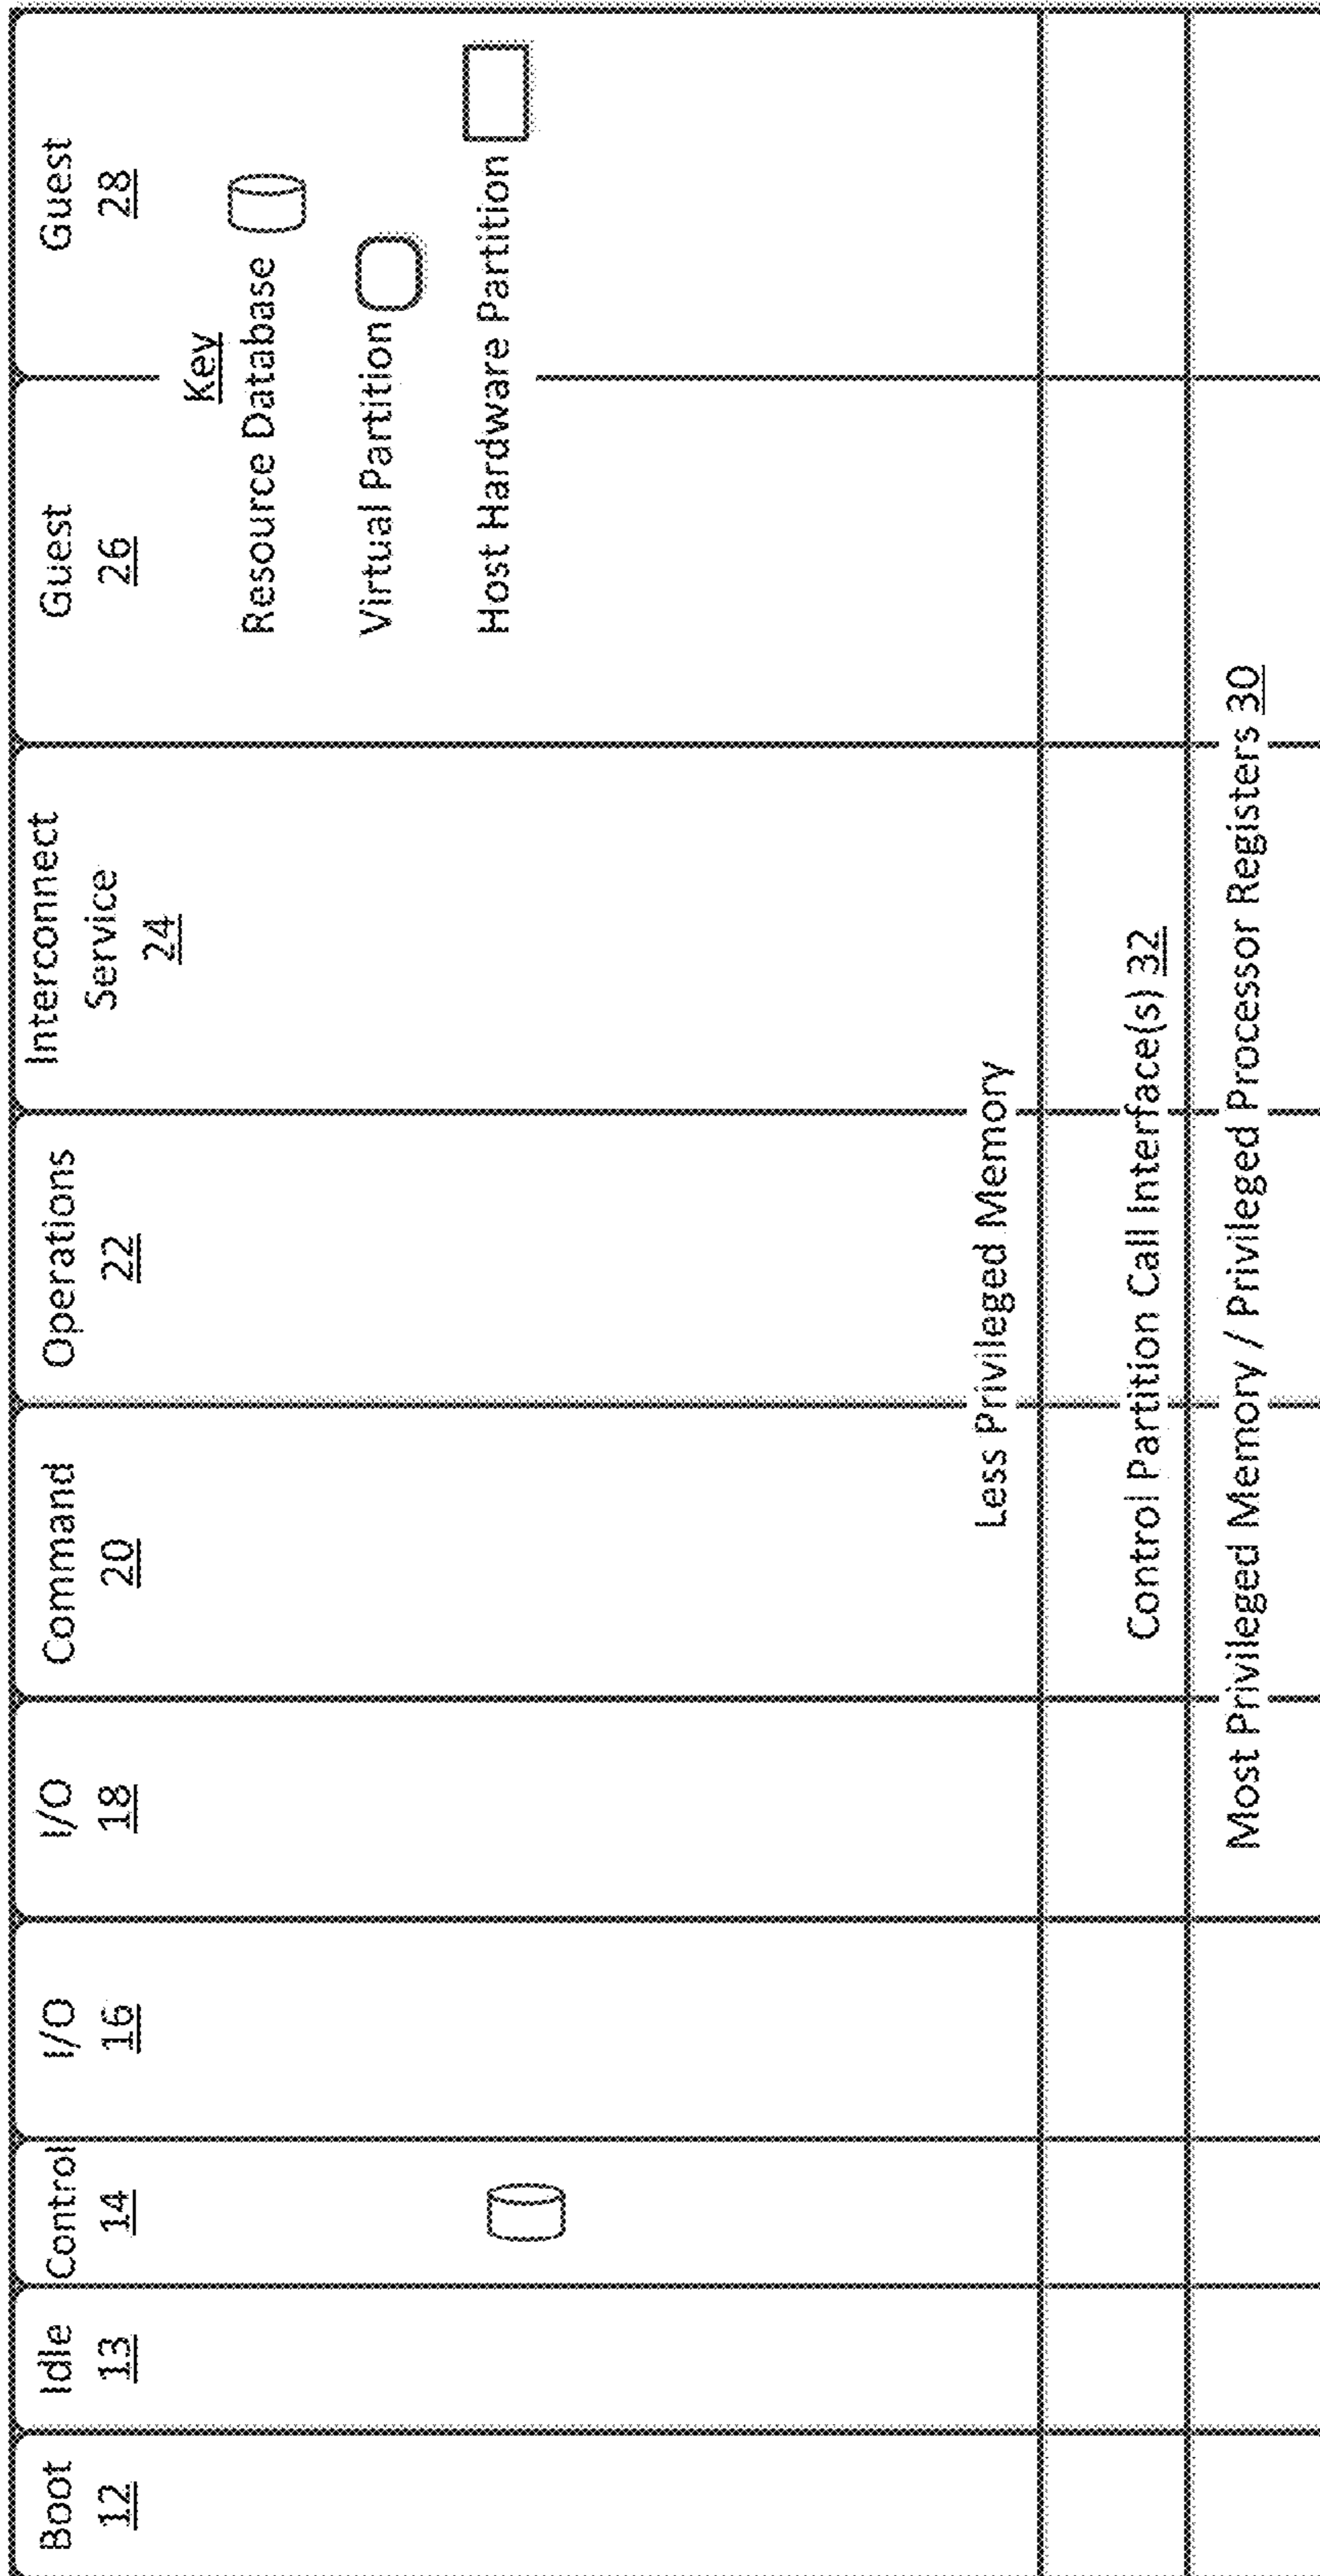 Boot
12
Idle
13
Control
14
I/O
16
I/O
18
Command
20
Operations
22
Interconnect
Service
24
Guest
26
Guest
28
Key
Resource Database
Virtual Partition
Host Hardware Partition
Less Privileged Memory
Control Partition Call Interface(s) 32
Most Privileged Memory / Privileged Processor Registers 30